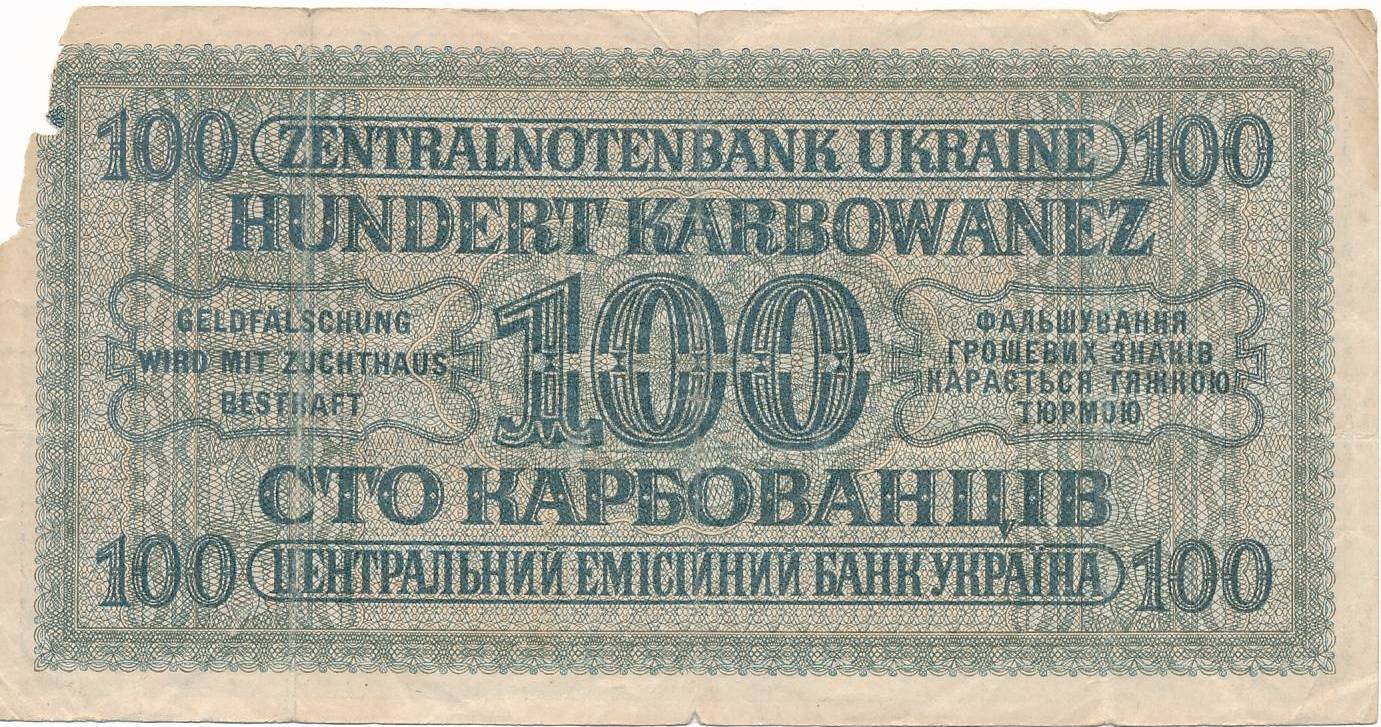 100 ZENTRALNOTENBANK UKRAINE 100
HUNDERT KARBOWANEZ
GELDFÄLSCHUNG
WIRD MIT ZUCHTHAUS
BESTRAFT
100
ФАЛЬШУВАННЯ
ГРОШЕВИХ ЗНАКІВ
КАРАЄТЬСЯ ТЯЖКОЮ
ТЮРМОЮ
СТО КАРБОВАНЦІВ
100 ЦЕНТРАЛЬНИЙ ЕМІСІЙНИЙ БАНК УКРАЇНА 100